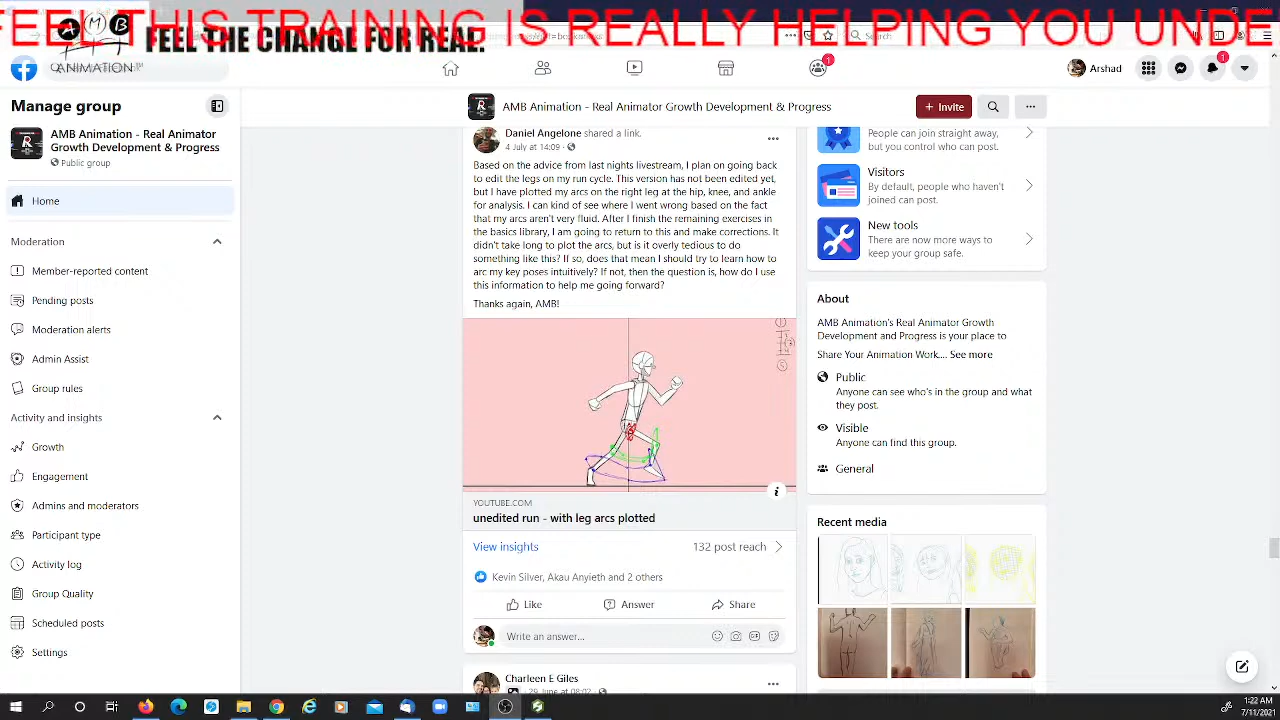 FEEL THIS TRAINING IS REALLY HELPING YOU UNDE
AMB
ANIMATION
FEEL THE CHANGE FOR REAL.
Search
Arshad
1
1
Manage group
AMB Animation - Real Animator
Growth Development & Progress
Public group
Home
Moderation
Member-reported content
Pending posts
Moderation alerts
Admin Assist
Group rules
Activity and insights
Growth
Engagement
Admins and moderators
Participant type
Activity log
Group Quality
Scheduled posts
Settings
AMB Animation - Real Animator Growth Development & Progress
+ Invite
Daniel Angelone shared a link.
4 July at 14:09
Based on the advice from last nights livestream, I plan on going back
to edit the legs on my run cycle. This version has not been edited yet,
but I have plotted my arcs on the right leg at the hip, knee, and ankle
for analysis. I can kind of see where I went wrong based on the fact
that my arcs aren't very fluid. After I finish the remaining exercises in
the basics library, I am going to return to this and make corrections. It
didn't take long to plot the arcs, but is it overly tedious to do
something like this? If so, does that mean I should try to learn how to
arc my key poses intuitively? If not, then the question is, how do I use
this information to help me going forward?
Thanks again, AMB!
YOUTUBE.COM
unedited run - with leg arcs plotted
View insights
132 post reach
Kevin Silver, Akau Anyieth and 2 others
Like
Answer
Share
Write an answer...
Charleen E Giles
29 June at 08:02
People can join straight away,
but you control who can post.
Visitors
By default, people who haven't
joined can post.
New tools
There are now more ways to
keep your group safe.
About
AMB Animation's Real Animator Growth
Development and Progress is your place to
Share Your Animation Work.... See more
Public
Anyone can see who's in the group and what
they post.
Visible
Anyone can find this group.
General
Recent media
1:22 AM
7/11/2021